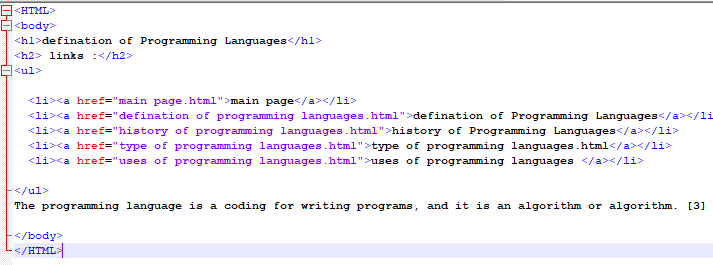 <HTML>
<body>
<h1>defination of Programming Languages</h1>
<h2> links :</h2>
<ul>
<li><a href="main page.html">main page</a></li>
<li><a href="defination of programming languages.html">defination of Programming Languages</a></li
<li><a href="history of programming languages.html">history of Programming Languages</a></li>
<li><a href="type of programming languages.html">type of programming languages.html</a></li>
<li><a href="uses of programming languages.html">uses of programming languages </a></li>
</ul>
The programming language is a coding for writing programs, and it is an algorithm or algorithm. [3]
</body>
</HTML>